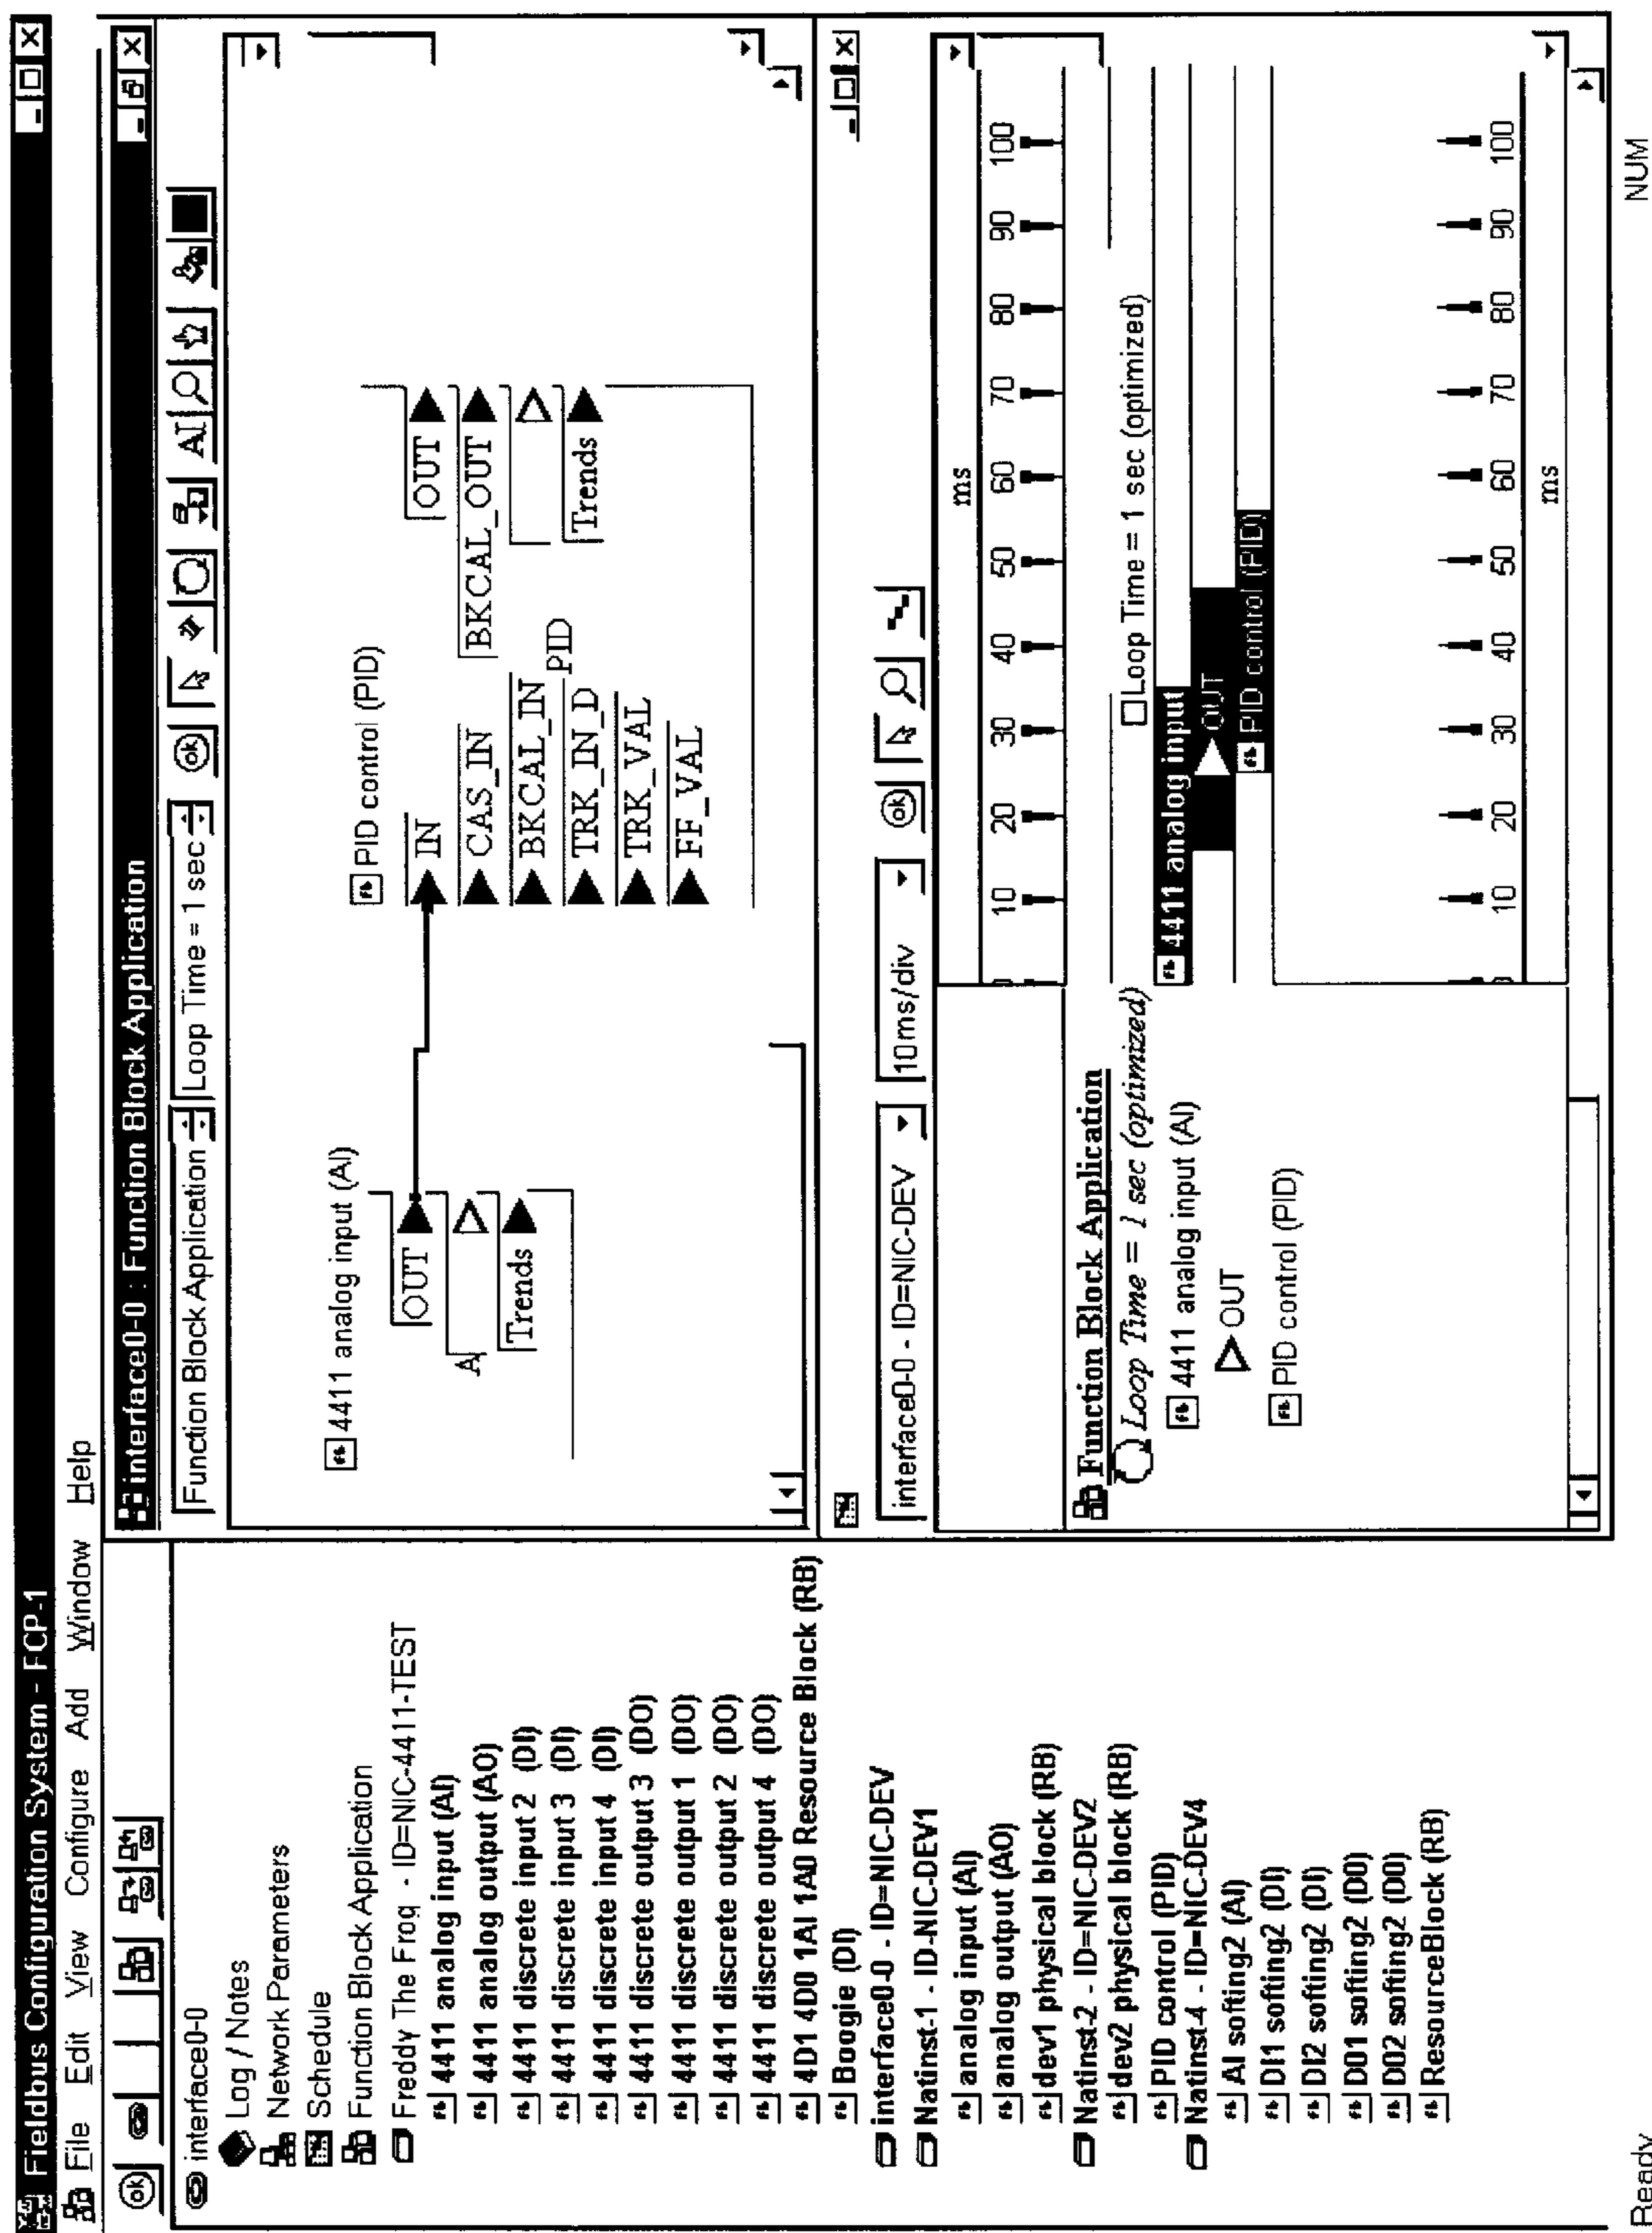 Fieldbus Configuration System - FCP-1
File Edit View Configure Add Window Help
ok
interface0-0
Log / Notes
Network Parameters
Schedule
Function Block Application
Freddy The Frog - ID=NIC-4411-TEST
4411 analog input (AI)
4411 analog output (AO)
4411 discrete input 2 (DI)
4411 discrete input 3 (DI)
4411 discrete input 4 (DI)
4411 discrete output 3 (DO)
4411 discrete output 1 (DO)
4411 discrete output 2 (DO)
4411 discrete output 4 (DO)
4D1 4D0 1AI 1A0 Resource Block (RB)
Boogie (DI)
interface0-0 - ID=NIC-DEV
Natinst-1 - ID-NIC-DEV1
analog input (AI)
analog output (AO)
dev1 physical block (RB)
Natinst-2 - ID=NIC-DEV2
dev2 physical block (RB)
PID control (PID)
Natinst-4 - ID=NIC-DEV4
AI softing2 (AI)
DI1 softing2 (DI)
DI2 softing2 (DI)
DO1 softing2 (DO)
DO2 softing2 (DO)
ResourceBlock (RB)
interface0-0 : Function Block Application
Function Block Application Loop Time = 1 sec ok AI
4411 analog input (AI)
OUT
AI
Trends
PID control (PID)
IN
CAS_IN
BKCAL_IN
PID
TRK_IN_D
TRK_VAL
FF_VAL
OUT
BKCAL_OUT
Trends
interface0-0 - ID=NIC-DEV 10ms/div ok
Function Block Application
Loop Time = 1 sec (optimized)
4411 analog input (AI)
OUT
PID control (PID)
ms
0 10 20 30 40 50 60 70 80 90 100
Loop Time = 1 sec (optimized)
4411 analog input
OUT
PID control (PID)
0 10 20 30 40 50 60 70 80 90 100
ms
Ready NUM